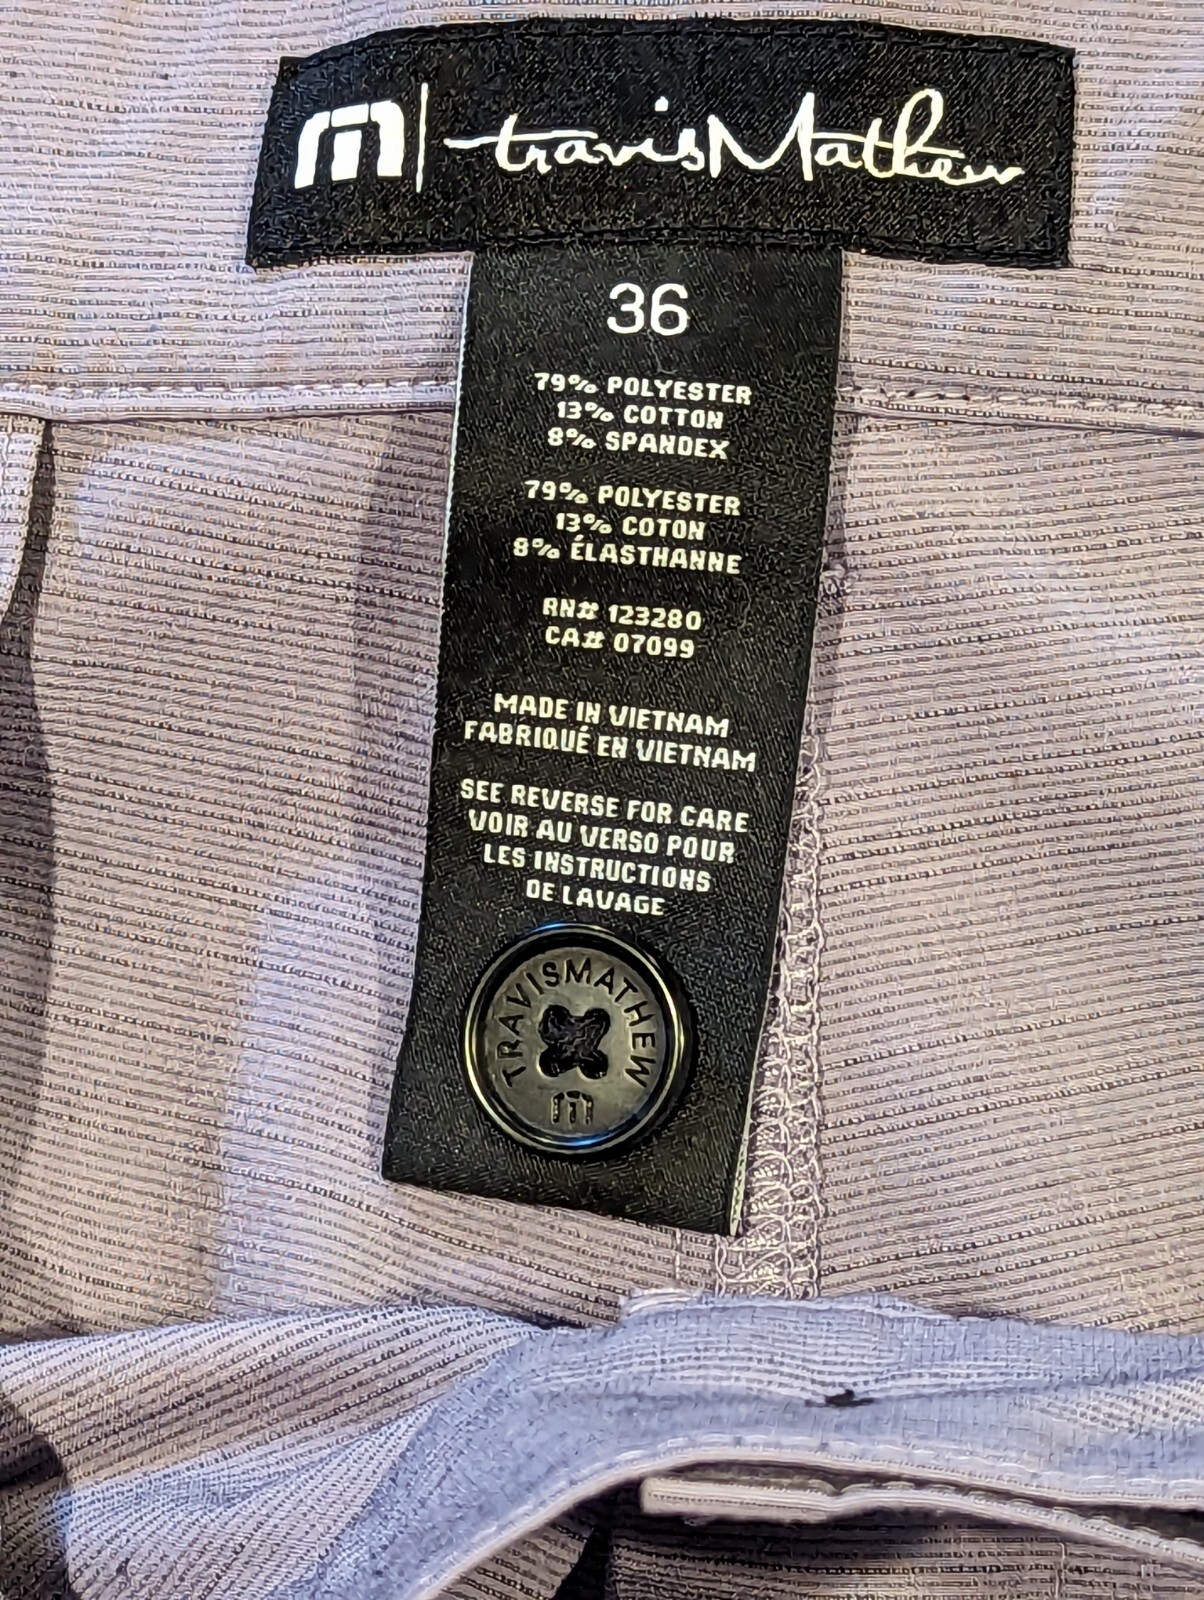 m | travisMathew
36
79% POLYESTER
13% COTTON
8% SPANDEX
79% POLYESTER
13% COTON
8% ÉLASTHANNE
RN# 123280
CA# 07099
MADE IN VIETNAM
FABRIQUÉ EN VIETNAM
SEE REVERSE FOR CARE
VOIR AU VERSO POUR
LES INSTRUCTIONS
DE LAVAGE
TRAVISMATHEW
m